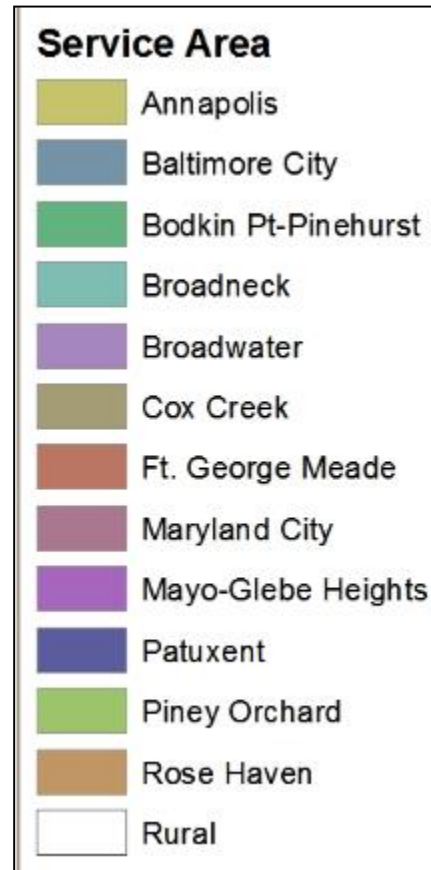 Service Area
Annapolis
Baltimore City
Bodkin Pt-Pinehurst
Broadneck
Broadwater
Cox Creek
Ft. George Meade
Maryland City
Mayo-Glebe Heights
Patuxent
Piney Orchard
Rose Haven
Rural